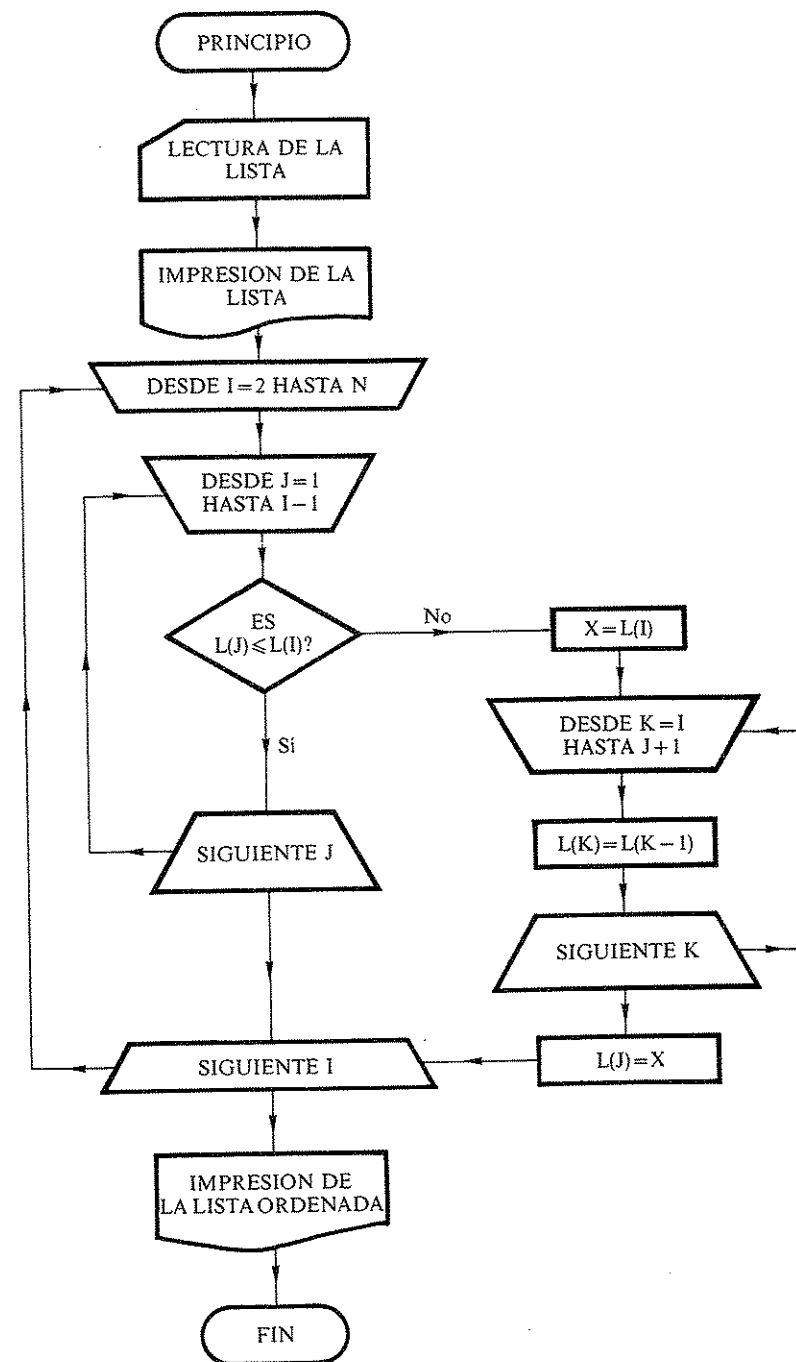 PRINCIPIO
LECTURA DE LA
LISTA
IMPRESION DE LA
LISTA
DESDE I=2 HASTA N
DESDE J=1
HASTA I−1
ES
L(J)⩽L(I)?
No
Sí
X=L(I)
DESDE K=I
HASTA J+1
L(K)=L(K−1)
SIGUIENTE K
L(J)=X
SIGUIENTE J
SIGUIENTE I
IMPRESION DE
LA LISTA ORDENADA
FIN